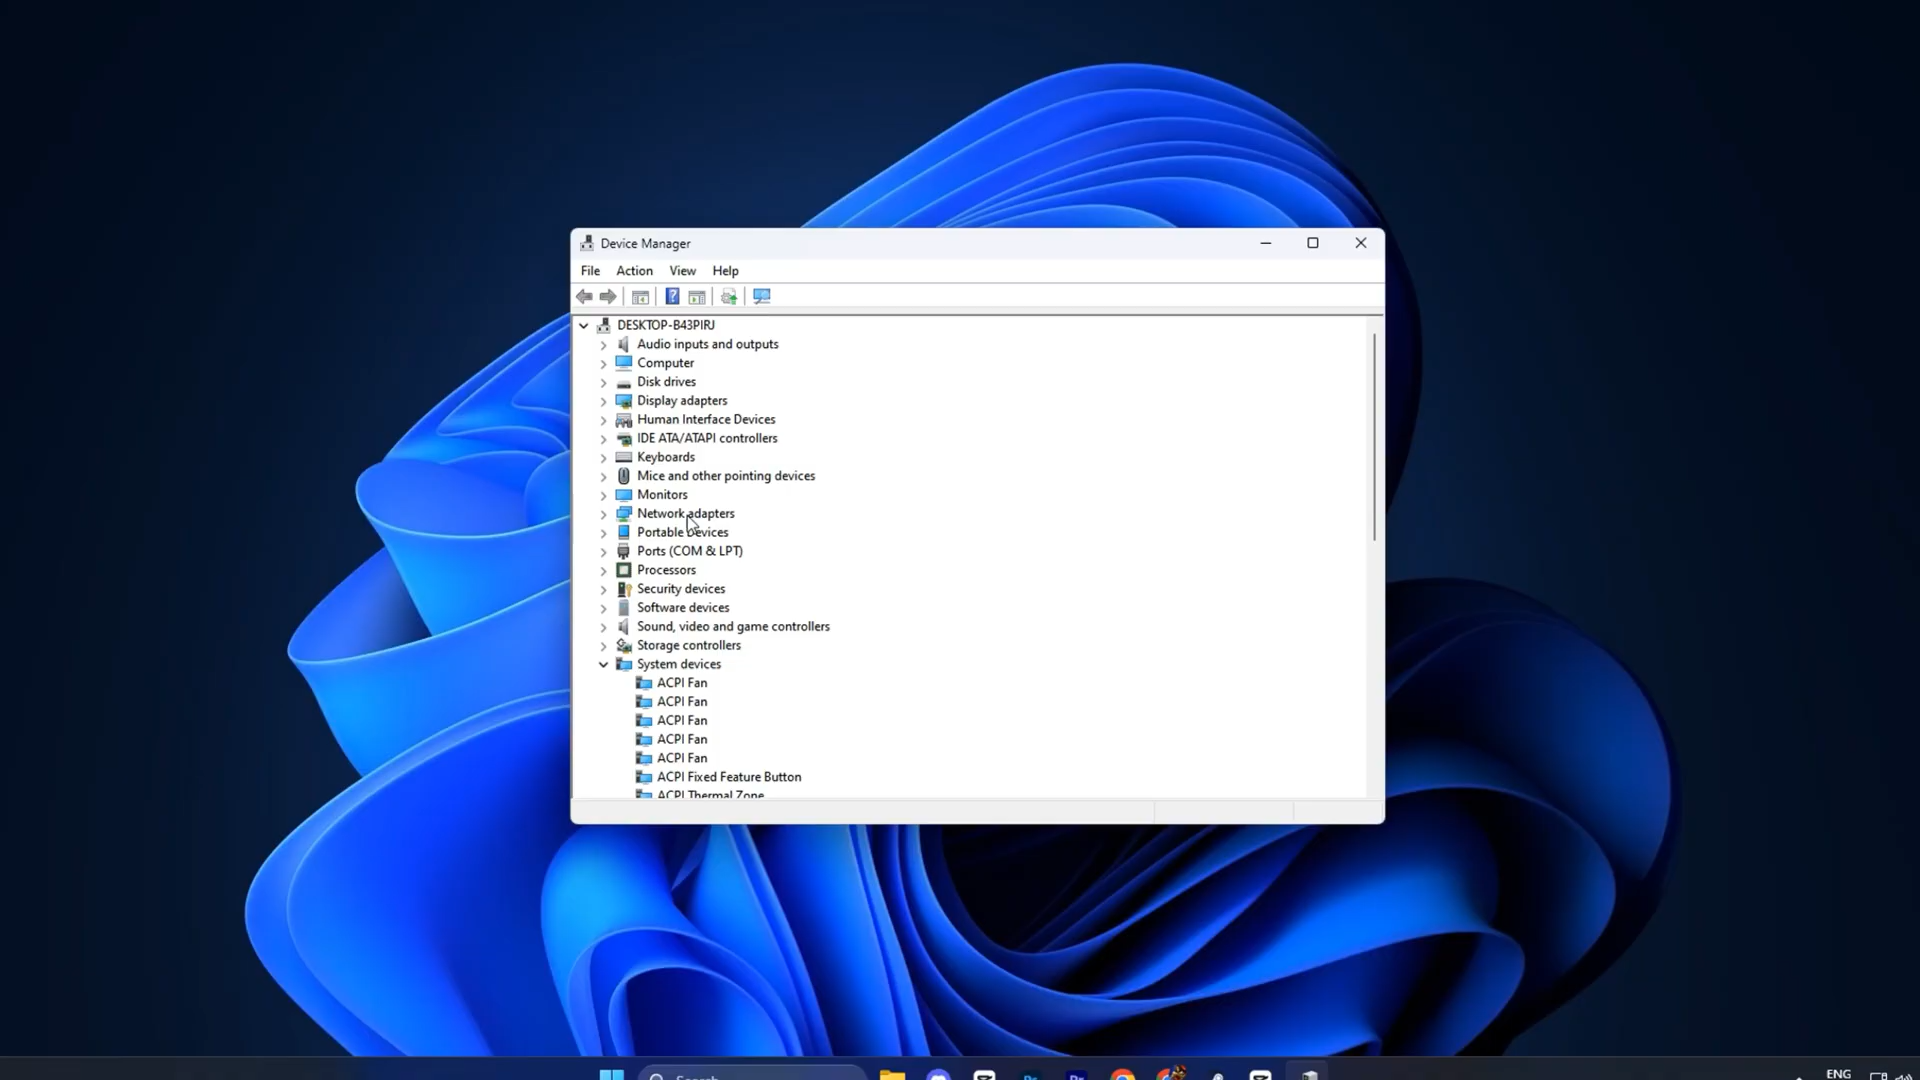 Device Manager
File Action View Help
DESKTOP-B43PIRJ
Audio inputs and outputs
Computer
Disk drives
Display adapters
Human Interface Devices
IDE ATA/ATAPI controllers
Keyboards
Mice and other pointing devices
Monitors
Network adapters
Portable Devices
Ports (COM & LPT)
Processors
Security devices
Software devices
Sound, video and game controllers
Storage controllers
System devices
ACPI Fan
ACPI Fan
ACPI Fan
ACPI Fan
ACPI Fan
ACPI Fixed Feature Button
ACPI Thermal Zone
Search
ENG